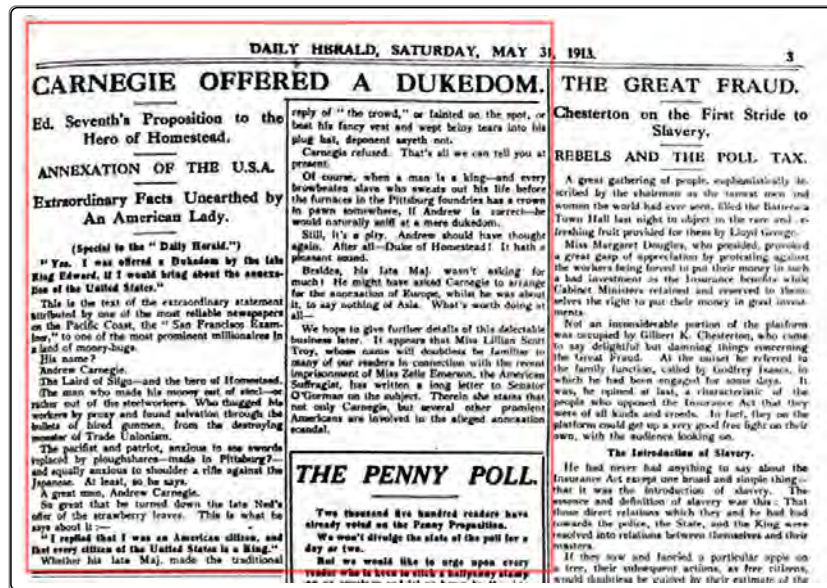 DAILY HERALD, SATURDAY, MAY 31, 1913.
3
CARNEGIE OFFERED A DUKEDOM.
Ed. Seventh's Proposition to the
Hero of Homestead.
ANNEXATION OF THE U.S.A.
Extraordinary Facts Unearthed by
An American Lady.
(Special to the "Daily Herald.")
"Yes. I was offered a Dukedom by the late
King Edward, if I would bring about the annexa-
tion of the United States."
This is the text of the extraordinary statement
attributed by one of the most reliable newspapers
on the Pacific Coast, the "San Francisco Exam-
iner," to one of the most prominent millionaires in
a land of money-bugs.
His name?
Andrew Carnegie.
The Laird of Sligo—and the hero of Homestead.
The man who made his money out of steel—or
rather out of the steelworkers. Who thugged his
workers by proxy and found salvation through the
bullets of hired gunmen, from the destroying
monster of Trade Unionism.
The pacifist and patriot, anxious to see swords
replaced by ploughshares—made in Pittsburg?—
and equally anxious to shoulder a rifle against the
Japanese. At least, so he says.
A great man, Andrew Carnegie.
So great that he turned down the late Ned's
offer of the strawberry leaves. This is what he
says about it:—
"I replied that I was an American citizen, and
that every citizen of the United States is a King."
Whether his late Maj. made the traditional
reply of "the crowd," or fainted on the spot, or
beat his fancy vest and wept briny tears into his
plug hat, deponent sayeth not.
Carnegie refused. That's all we can tell you at
present.
Of course, when a man is a king—and every
browbeaten slave who sweats out his life before
the furnaces in the Pittsburg foundries has a crown
in pawn somewhere, if Andrew is correct—he
would naturally sniff at a mere dukedom.
Still, it's a pity. Andrew should have thought
again. After all—Duke of Homestead! It hath a
pleasant sound.
Besides, his late Maj. wasn't asking for
much! He might have asked Carnegie to arrange
for the annexation of Europe, whilst he was about
it, to say nothing of Asia. What's worth doing at
all—
We hope to give further details of this delectable
business later. It appears that Miss Lillian Scott
Troy, whose name will doubtless be familiar to
many of our readers in connection with the recent
imprisonment of Miss Zelie Emerson, the American
Suffragist, has written a long letter to Senator
O'Gorman on the subject. Therein she states that
not only Carnegie, but several other prominent
Americans are involved in the alleged annexation
scandal.
THE PENNY POLL.
Two thousand five hundred readers have
already voted on the Penny Proposition.
We won't divulge the state of the poll for a
day or two.
But we would like to urge upon every
reader who is keen to stick a halfpenny stamp
THE GREAT FRAUD.
Chesterton on the First Stride to
Slavery.
REBELS AND THE POLL TAX.
A great gathering of people, euphemistically de-
scribed by the chairman as the tamest men and
women the world had ever seen, filled the Battersea
Town Hall last night to object to the rare and re-
freshing fruit provided for them by Lloyd George.
Miss Margaret Douglas, who presided, provoked
a great gasp of appreciation by protesting against
the workers being forced to put their money in such
a bad investment as the Insurance benefits while
Cabinet Ministers retained and reserved to them-
selves the right to put their money in great invest-
ments.
Not an inconsiderable portion of the platform
was occupied by Gilbert K. Chesterton, who come
to say delightful but damning things concerning
the Great Fraud. At the outset he referred to
the family function, called by Godfrey Isaacs, in
which he had been engaged for some days. It
was, he opined at last, a characteristic of the
people who opposed the Insurance Act that they
were of all kinds and creeds. In fact, they on the
platform could get up a very good free fight on their
own, with the audience looking on.
The Introduction of Slavery.
He had never had anything to say about the
Insurance Act except one broad and simple thing—
that it was the introduction of slavery. The
essence and definition of slavery was this: That
those direct relations which they and he had had
towards the police, the State, and the King were
resolved into relations between themselves and their
masters.
If they saw and fancied a particular apple on
a tree, their subsequent actions, as free citizens,
would doubtless be guided by their estimate of the